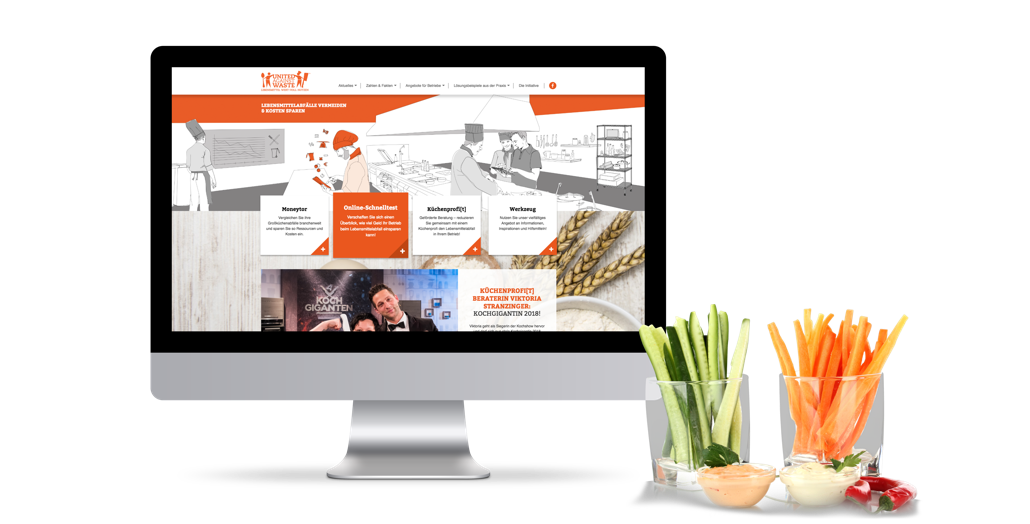 UNITED
AGAINST
WASTE
Aktuelles
Zahlen & Fakten
Angebote für Betriebe
Lösungsbeispiele aus der Praxis
Die Initiative
f
LEBENSMITTELABFÄLLE VERMEIDEN
& KOSTEN SPAREN
Moneytor
Vergleichen Sie Ihre
Großküchenabfälle branchenweit
und sparen Sie so Ressourcen und
Kosten ein.
+
Online-Schnelltest
Verschaffen Sie sich einen
Überblick, wie viel Geld Ihr Betrieb
beim Lebensmittelabfall einsparen
kann!
+
Küchenprofi[t]
Geförderte Beratung – reduzieren
Sie gemeinsam mit einem
Küchenprofi den Lebensmittelabfall
in Ihrem Betrieb!
+
Werkzeug
Nutzen Sie unser vielfältiges
Angebot an Informationen,
Inspirationen und Hilfsmitteln!
+
KOCH
GIGANTEN
KÜCHENPROFI[T]
BERATERIN VIKTORIA
STRANZINGER:
KOCHGIGANTIN 2018!
Viktoria geht als Siegerin der Kochshow hervor